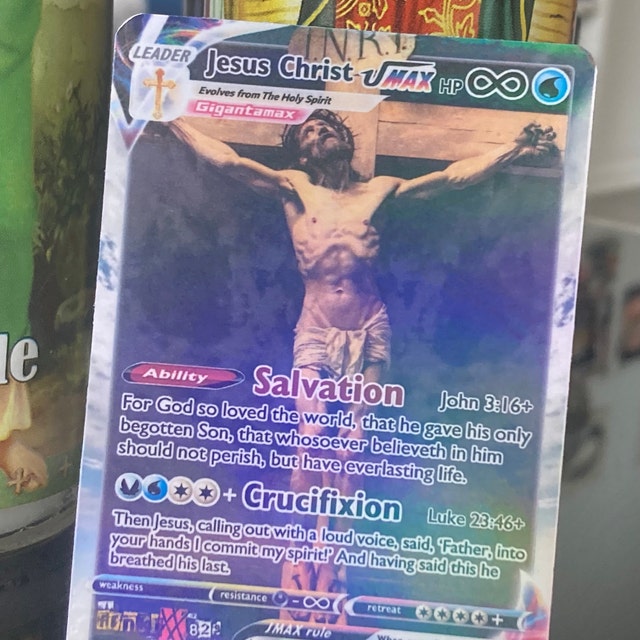 INRI
LEADER
Jesus Christ VMAX HP ∞
Evolves from The Holy Spirit
Gigantamax
le
Ability Salvation John 3:16+
For God so loved the world, that he gave his only
begotten Son, that whosoever believeth in him
should not perish, but have everlasting life.
+ Crucifixion Luke 23:46+
Then Jesus, calling out with a loud voice, said, 'Father, into
your hands I commit my spirit!' And having said this he
breathed his last.
weakness
resistance -∞
retreat +
82
JMAX rule